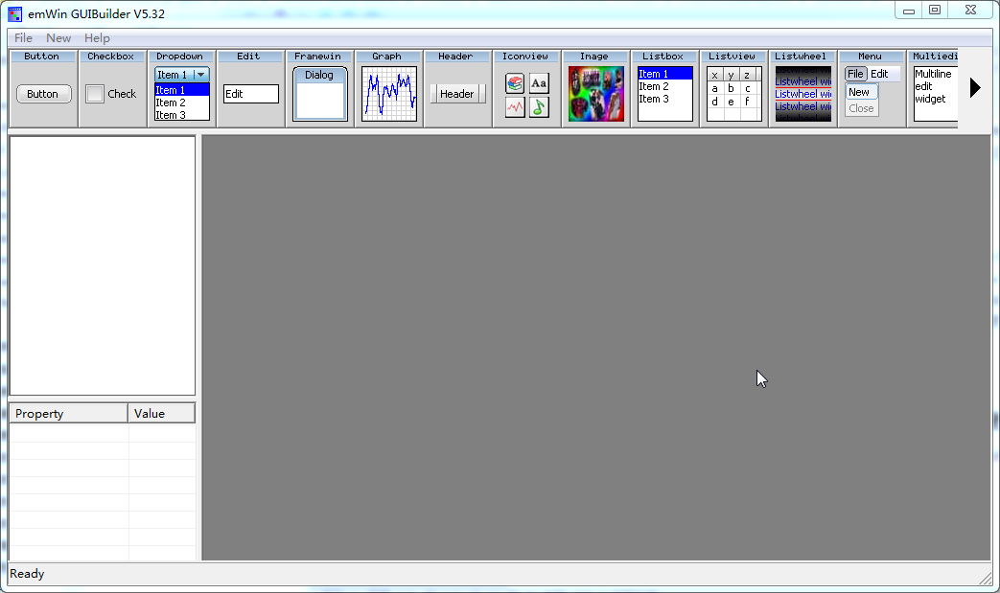 emWin GUIBuilder V5.32
File New Help
Button Checkbox Dropdown Edit Framewin Graph Header Iconview Image Listbox Listview Listwheel Menu Multiedi
Button
Check
Item 1
Item 1
Item 2
Item 3
Edit
Dialog
Header
Aa
Item 1
Item 2
Item 3
x y z
a b c
d e f
Listwheel wi
Listwheel wi
Listwheel wi
Listwheel wi
File Edit
New
Close
Multiline
edit
widget
Property Value
Ready